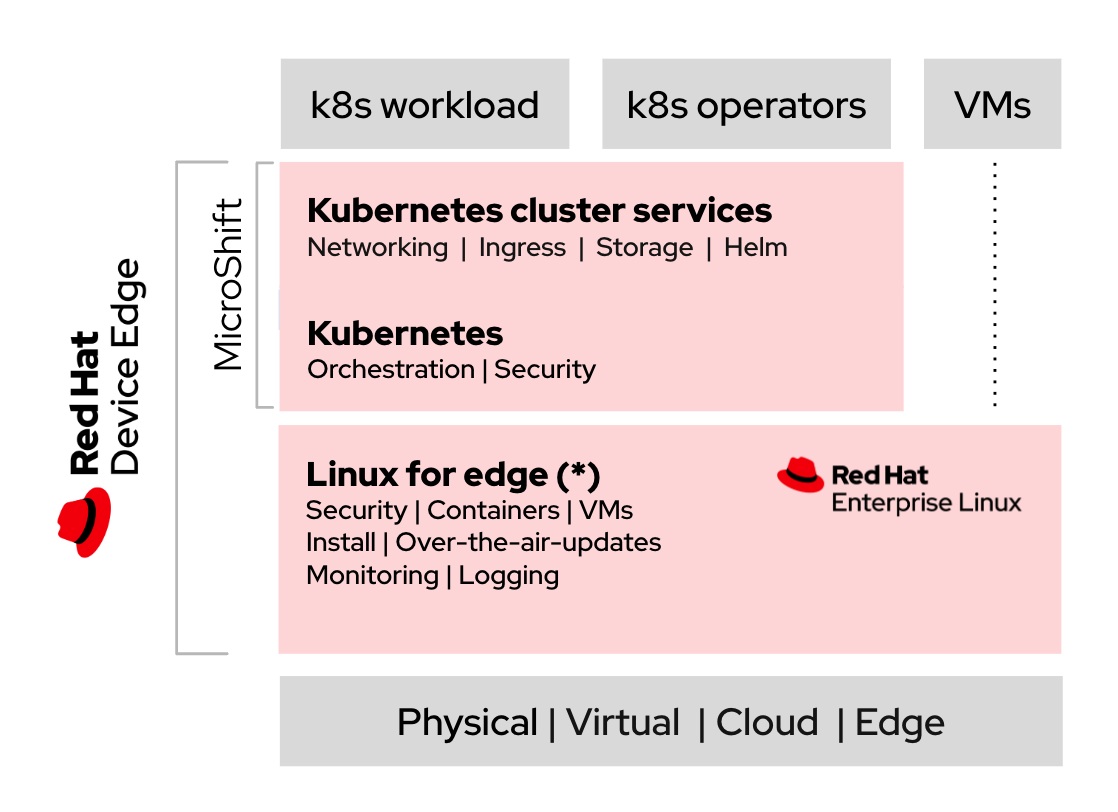 k8s workload
k8s operators
VMs
Red Hat
Device Edge
MicroShift
Kubernetes cluster services
Networking | Ingress | Storage | Helm
Kubernetes
Orchestration | Security
Linux for edge (*)
Security | Containers | VMs
Install | Over-the-air-updates
Monitoring | Logging
Red Hat
Enterprise Linux
Physical | Virtual | Cloud | Edge